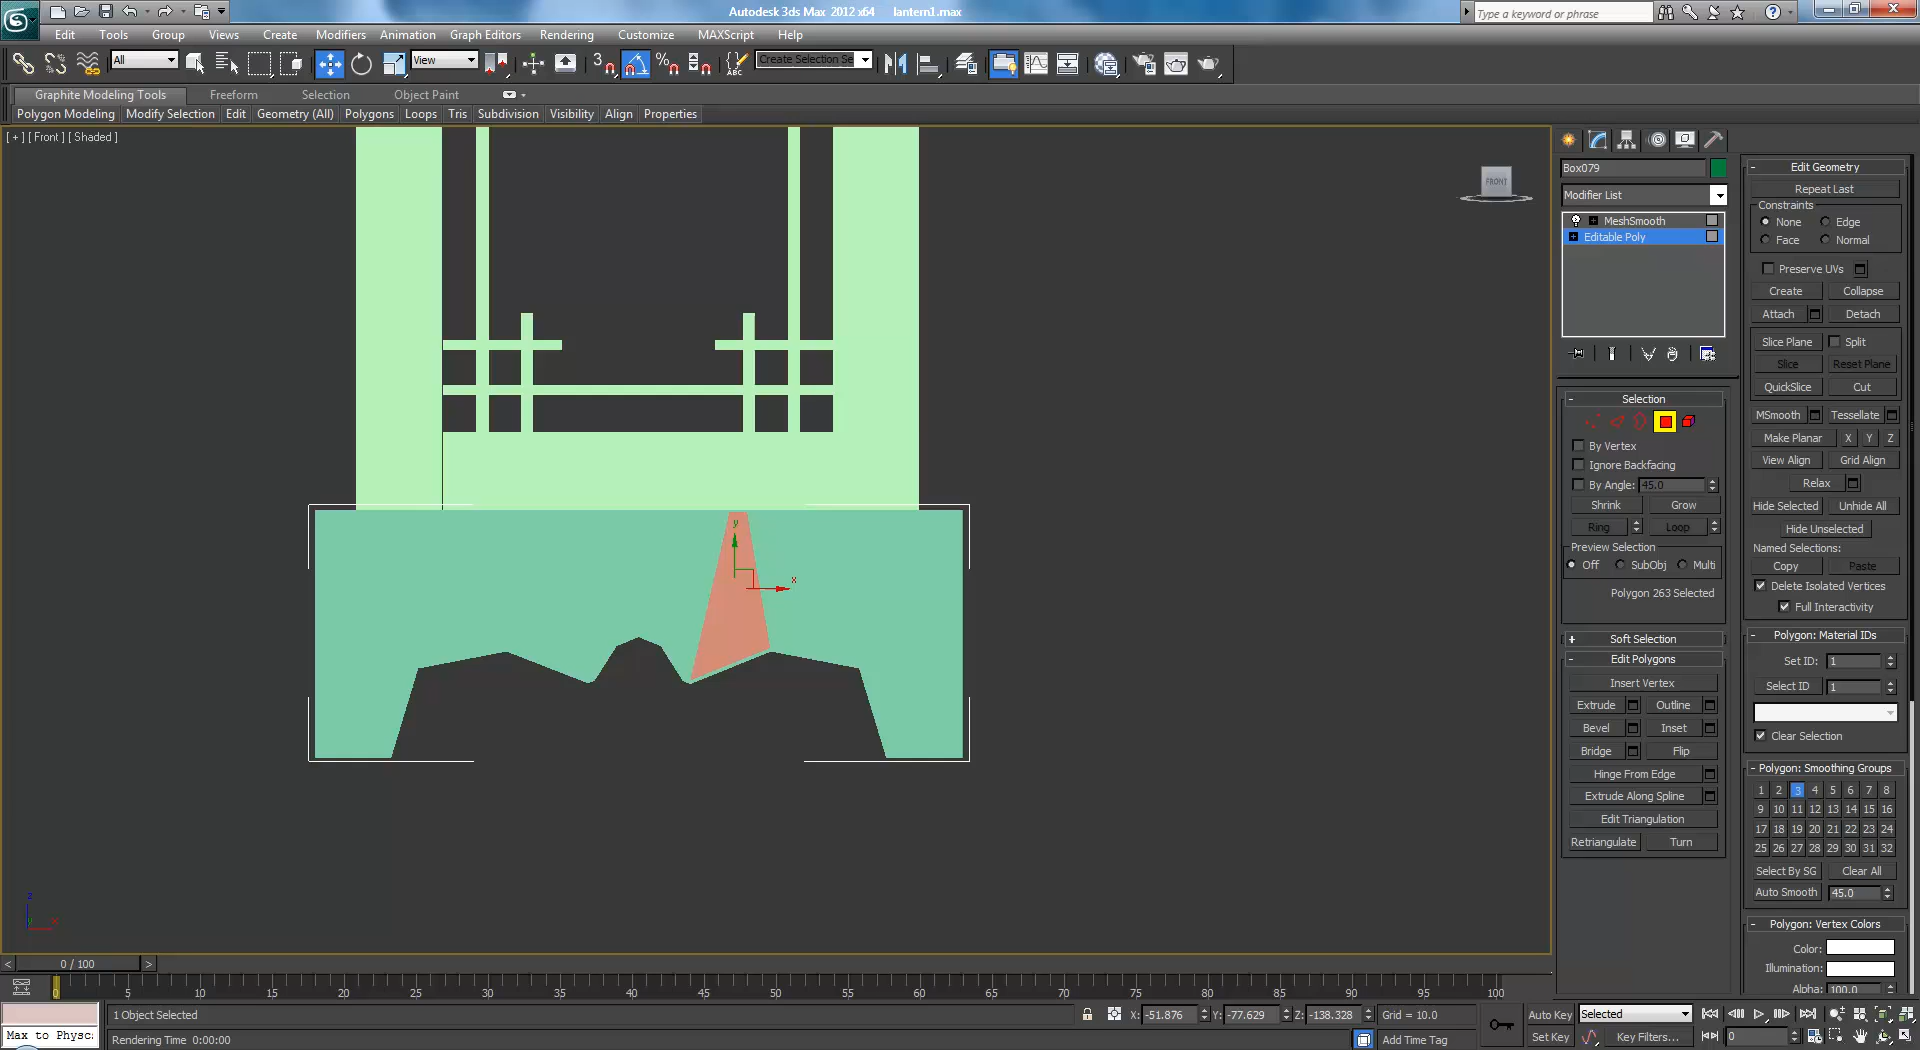 Autodesk 3ds Max 2012 x64 lantern1.max
Type a keyword or phrase
Edit Tools Group Views Create Modifiers Animation Graph Editors Rendering Customize MAXScript Help
All View Create Selection Se
Graphite Modeling Tools Freeform Selection Object Paint
Polygon Modeling Modify Selection Edit Geometry (All) Polygons Loops Tris Subdivision Visibility Align Properties
[ + ] [ Front ] [ Shaded ]
FRONT
y
x
z
x
Box079
Modifier List
MeshSmooth
Editable Poly
- Selection
By Vertex
Ignore Backfacing
By Angle: 45.0
Shrink Grow
Ring Loop
Preview Selection
Off SubObj Multi
Polygon 263 Selected
+ Soft Selection
- Edit Polygons
Insert Vertex
Extrude Outline
Bevel Inset
Bridge Flip
Hinge From Edge
Extrude Along Spline
Edit Triangulation
Retriangulate Turn
- Edit Geometry
Repeat Last
Constraints
None Edge
Face Normal
Preserve UVs
Create Collapse
Attach Detach
Slice Plane Split
Slice Reset Plane
QuickSlice Cut
MSmooth Tessellate
Make Planar X Y Z
View Align Grid Align
Relax
Hide Selected Unhide All
Hide Unselected
Named Selections:
Copy Paste
Delete Isolated Vertices
Full Interactivity
- Polygon: Material IDs
Set ID: 1
Select ID 1
Clear Selection
- Polygon: Smoothing Groups
1 2 3 4 5 6 7 8
9 10 11 12 13 14 15 16
17 18 19 20 21 22 23 24
25 26 27 28 29 30 31 32
Select By SG Clear All
Auto Smooth 45.0
- Polygon: Vertex Colors
Color:
Illumination:
Alpha: 100.0
< 0 / 100 >
0 5 10 15 20 25 30 35 40 45 50 55 60 65 70 75 80 85 90 95 100
1 Object Selected X: -51.876 Y: -77.629 Z: -138.328 Grid = 10.0 Auto Key Selected
Max to Physc Rendering Time 0:00:00 Add Time Tag Set Key Key Filters... 0